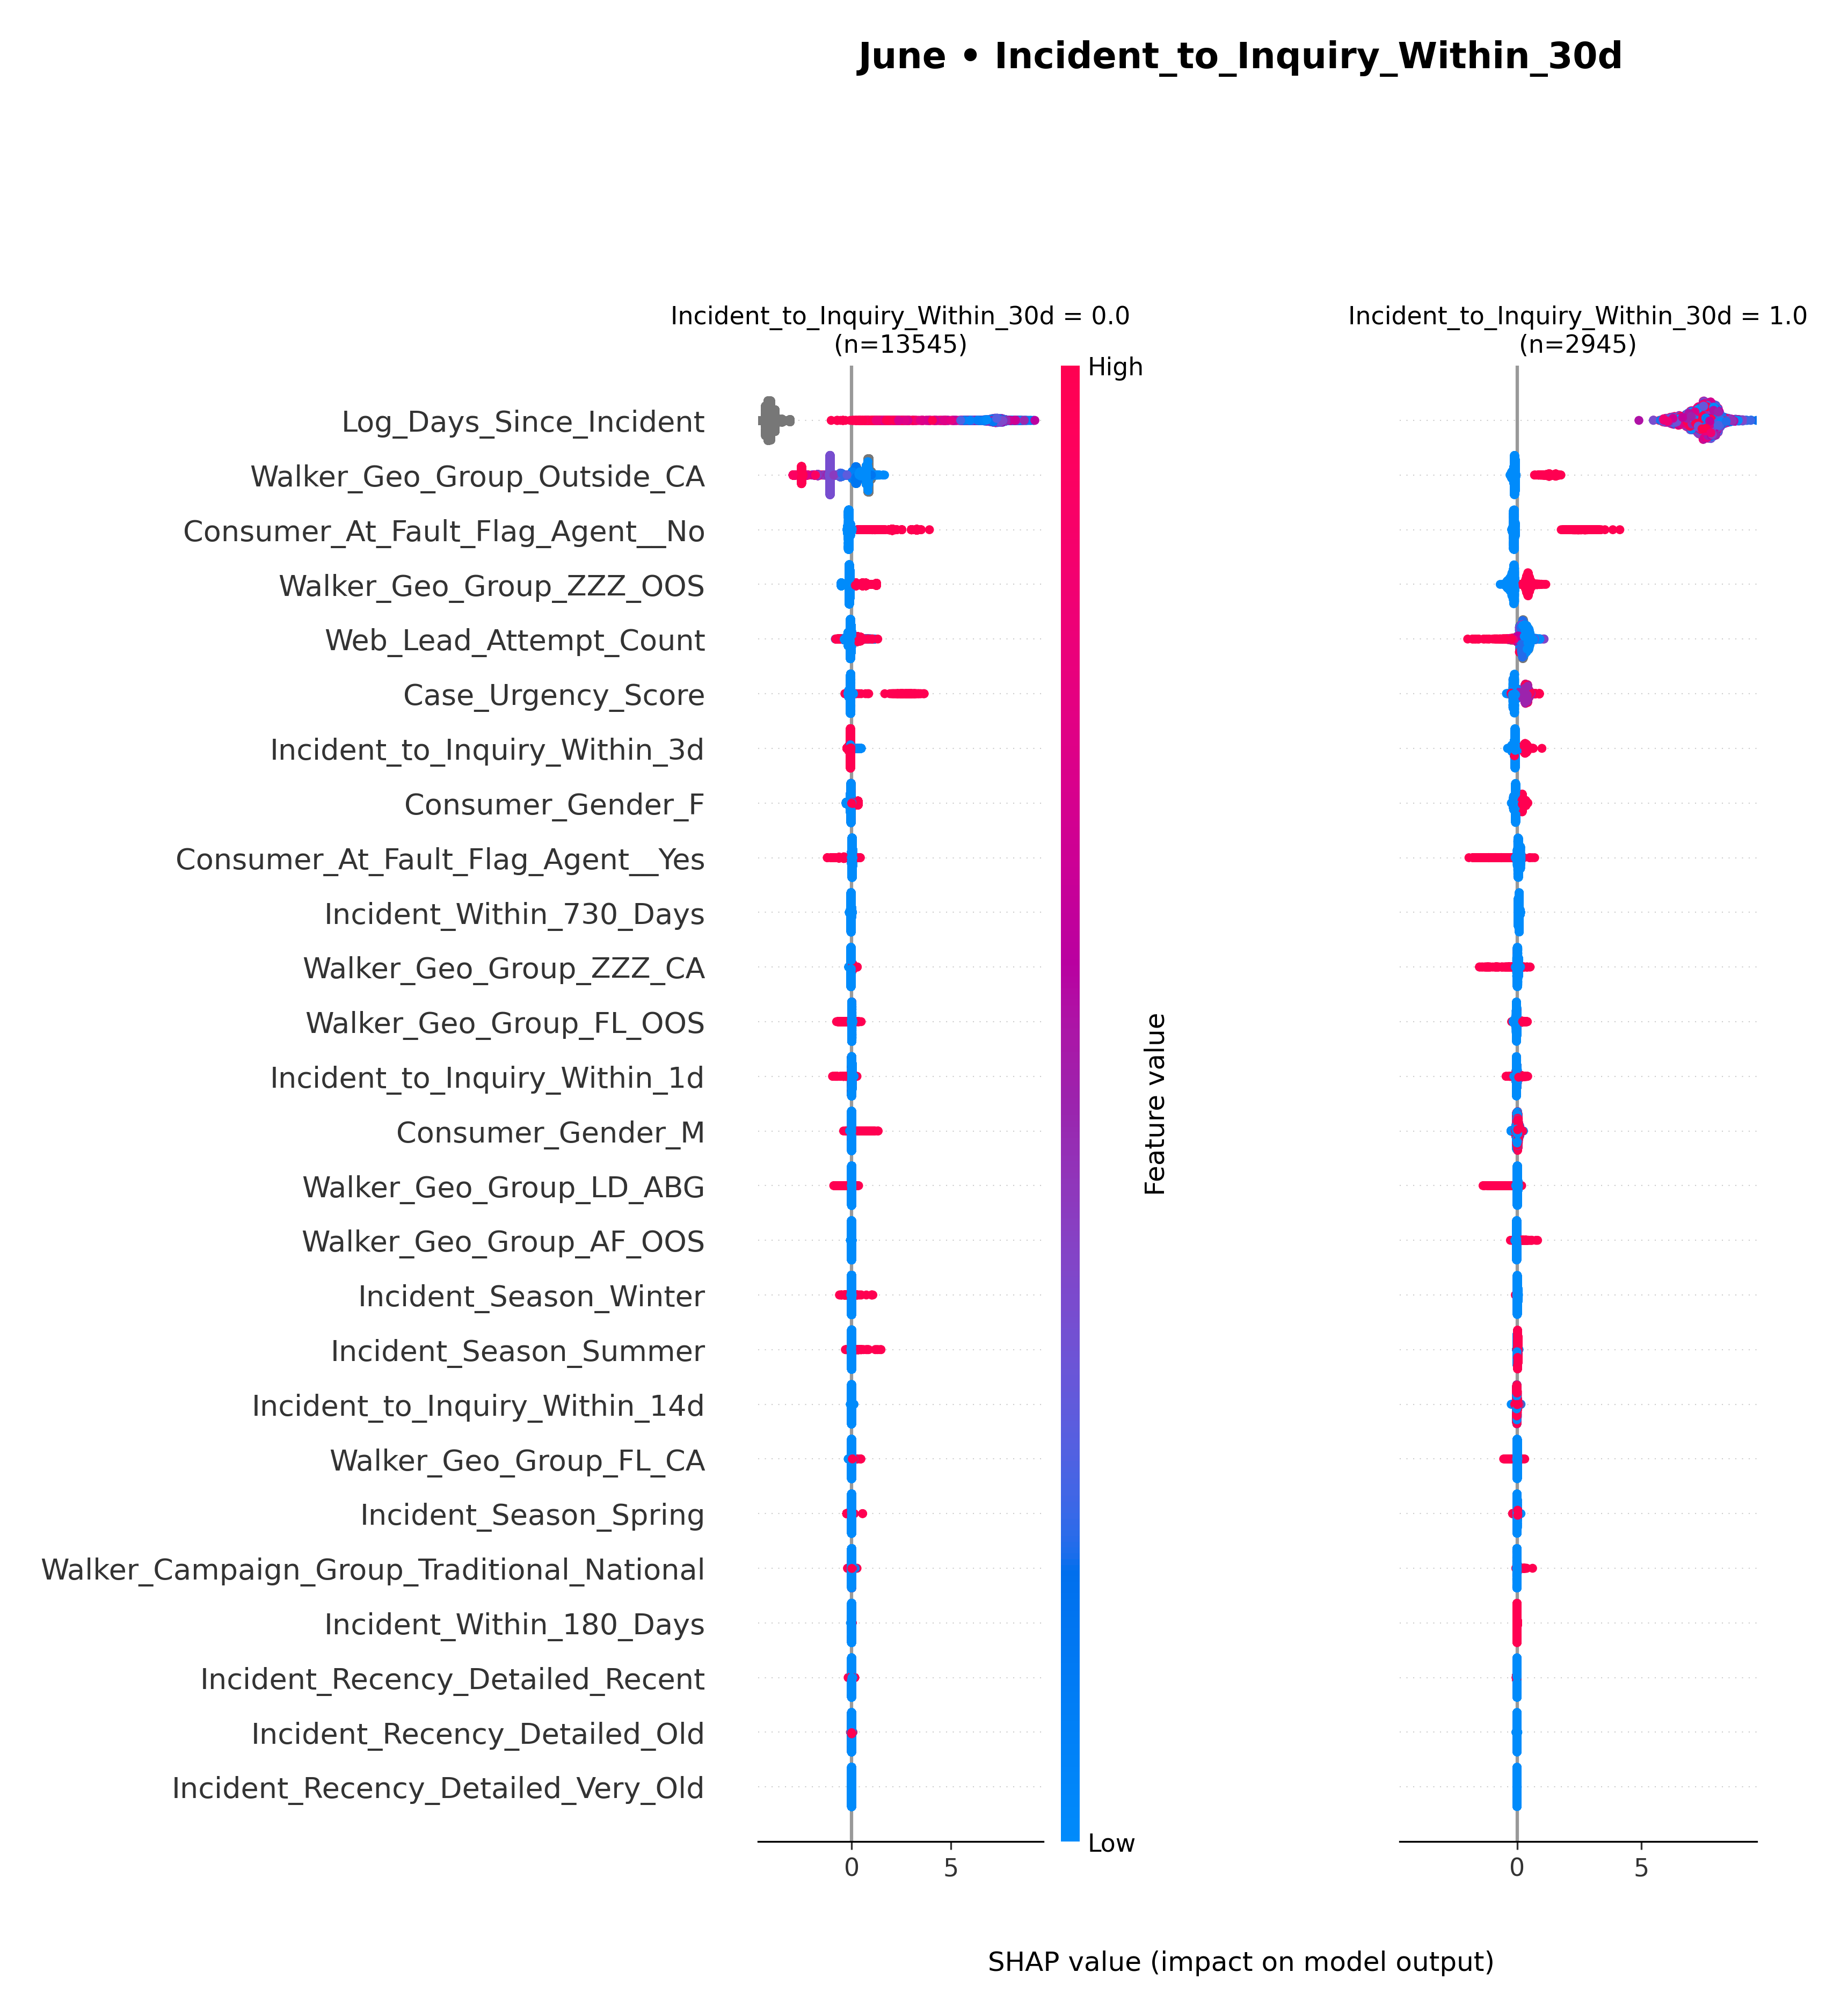 June • Incident_to_Inquiry_Within_30d
Incident_to_Inquiry_Within_30d = 0.0
(n=13545)
Incident_to_Inquiry_Within_30d = 1.0
(n=2945)
High
Log_Days_Since_Incident
Walker_Geo_Group_Outside_CA
Consumer_At_Fault_Flag_Agent__No
Walker_Geo_Group_ZZZ_OOS
Web_Lead_Attempt_Count
Case_Urgency_Score
Incident_to_Inquiry_Within_3d
Consumer_Gender_F
Consumer_At_Fault_Flag_Agent__Yes
Incident_Within_730_Days
Walker_Geo_Group_ZZZ_CA
Walker_Geo_Group_FL_OOS
Incident_to_Inquiry_Within_1d
Consumer_Gender_M
Walker_Geo_Group_LD_ABG
Walker_Geo_Group_AF_OOS
Incident_Season_Winter
Incident_Season_Summer
Incident_to_Inquiry_Within_14d
Walker_Geo_Group_FL_CA
Incident_Season_Spring
Walker_Campaign_Group_Traditional_National
Incident_Within_180_Days
Incident_Recency_Detailed_Recent
Incident_Recency_Detailed_Old
Incident_Recency_Detailed_Very_Old
Feature value
Low
0 5
0 5
SHAP value (impact on model output)